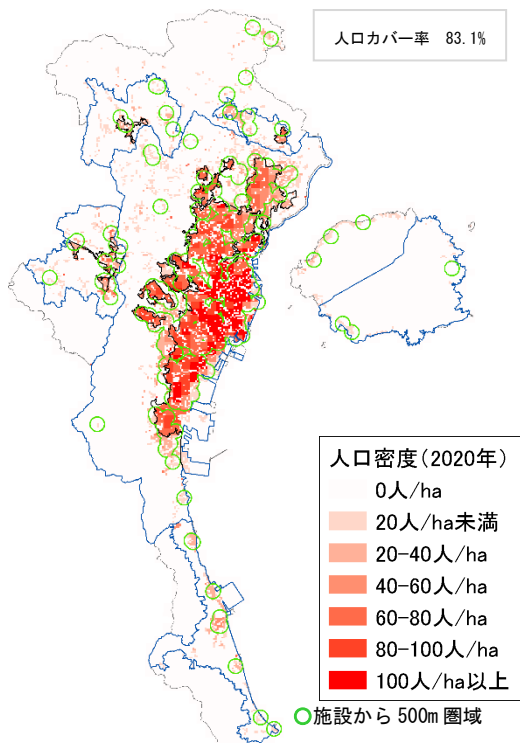 人口カバー率 83.1%
人口密度(2020年)
0人/ha
20人/ha未満
20-40人/ha
40-60人/ha
60-80人/ha
80-100人/ha
100人/ha以上
施設から500m圏域